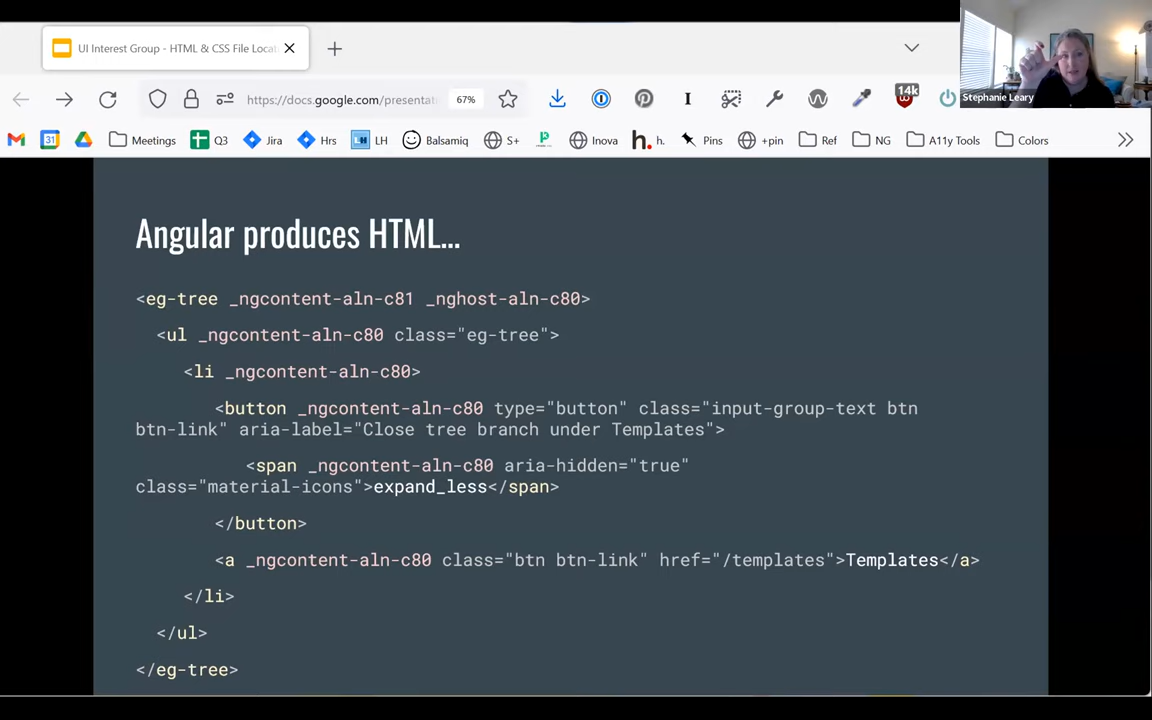 UI Interest Group - HTML & CSS File Locat
https://docs.google.com/presentat
67%
14k
Stephanie Leary
31
Meetings
Q3
Jira
Hrs
LH
LH
Balsamiq
S+
Inova
h.
h.
Pins
+pin
Ref
NG
A11y Tools
Colors
Angular produces HTML...
<eg-tree _ngcontent-aln-c81 _nghost-aln-c80>
<ul _ngcontent-aln-c80 class="eg-tree">
<li _ngcontent-aln-c80>
<button _ngcontent-aln-c80 type="button" class="input-group-text btn
btn-link" aria-label="Close tree branch under Templates">
<span _ngcontent-aln-c80 aria-hidden="true"
class="material-icons">expand_less</span>
</button>
<a _ngcontent-aln-c80 class="btn btn-link" href="/templates">Templates</a>
</li>
</ul>
</eg-tree>